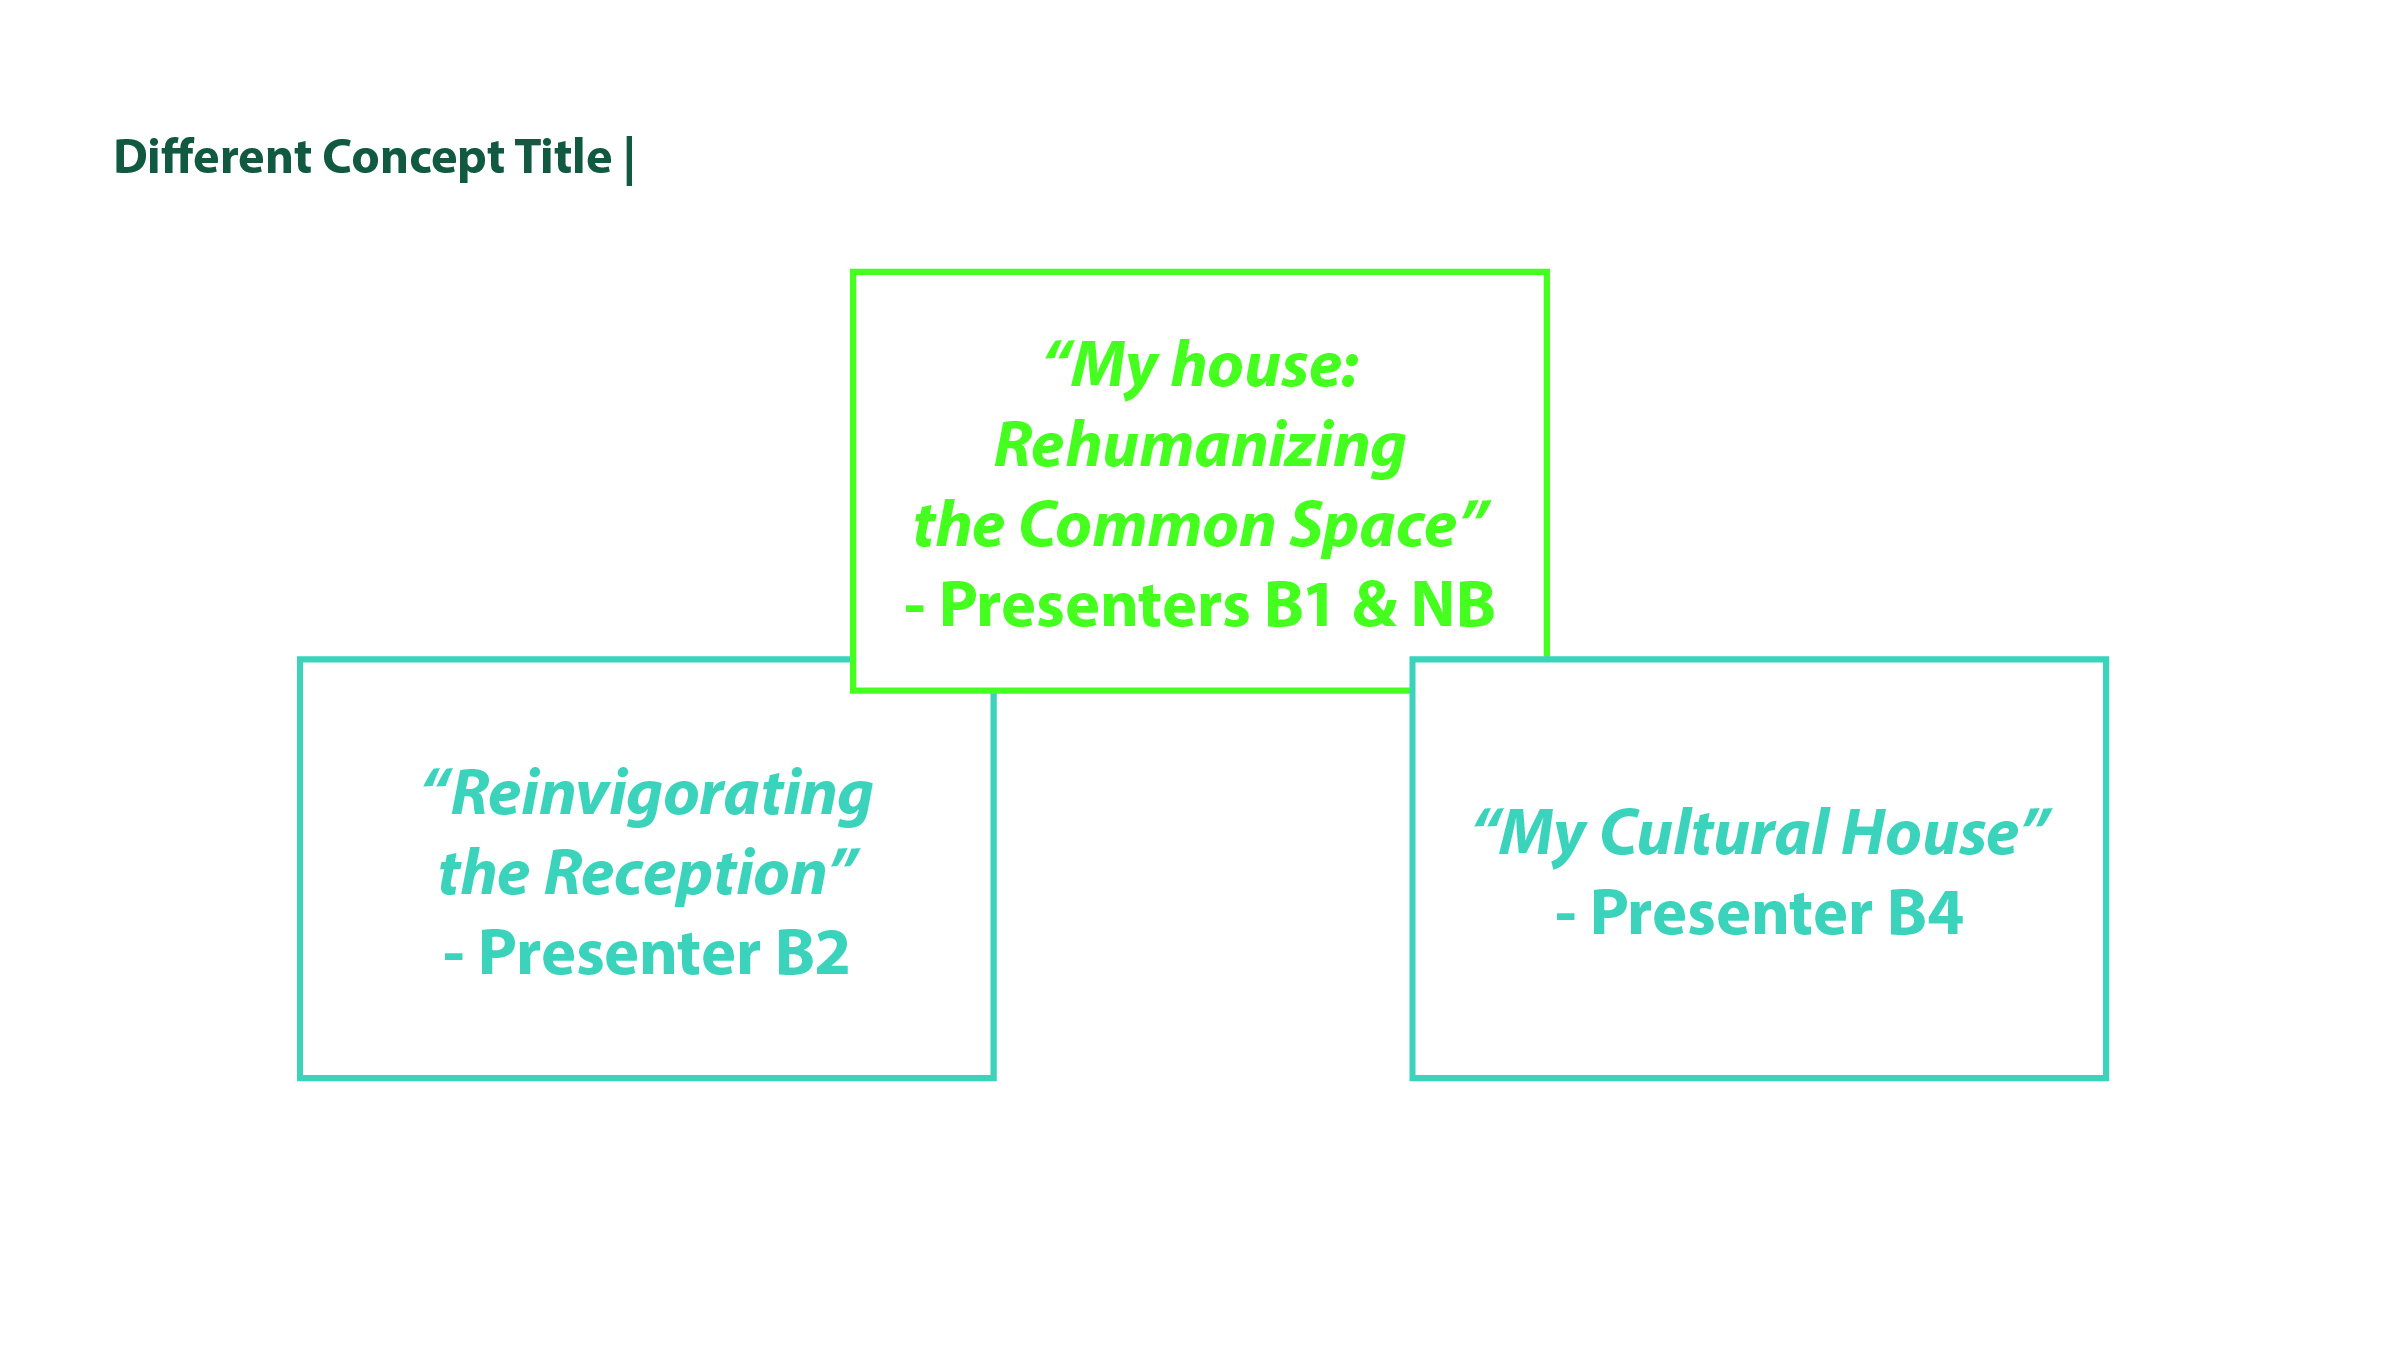 Different Concept Title |
“My house:
Rehumanizing
the Common Space”
- Presenters B1 & NB
“Reinvigorating
the Reception”
- Presenter B2
“My Cultural House”
- Presenter B4